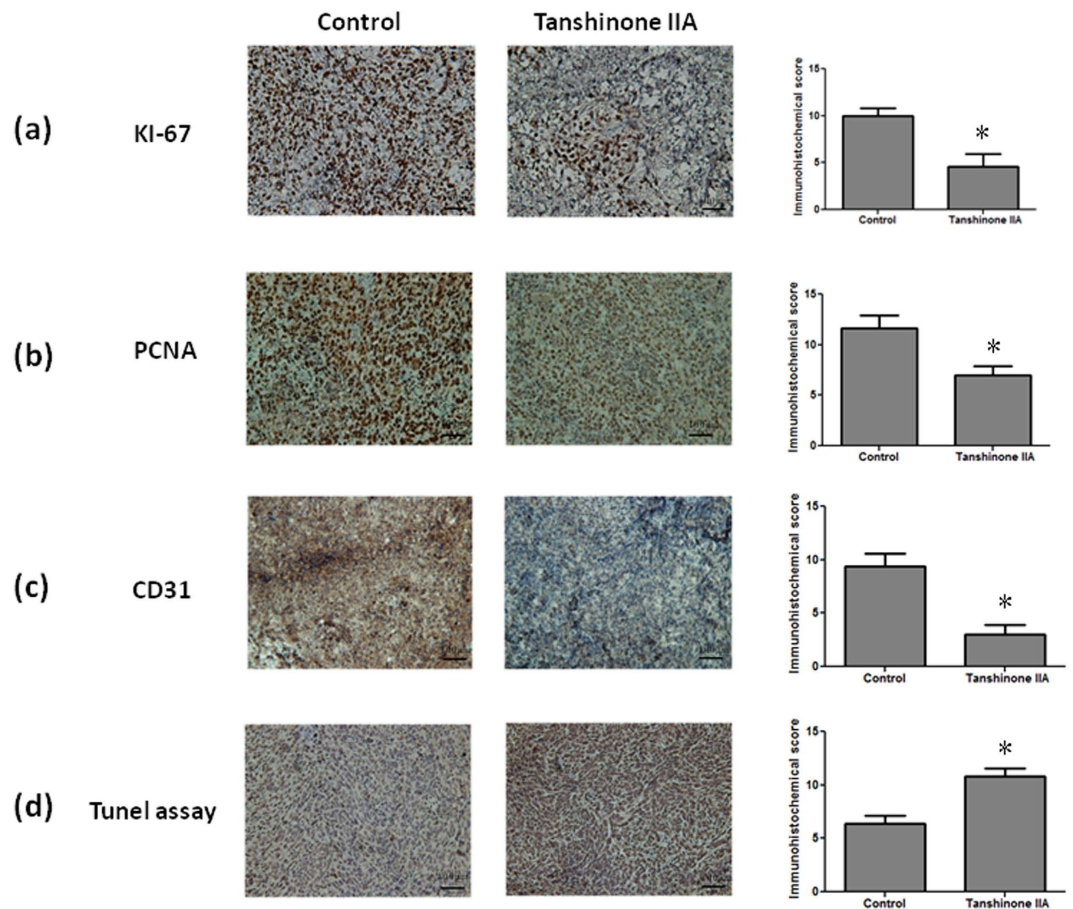 Control Tanshinone IIA
(a) KI-67
Immunohistochemical score
15
10
5
0
*
Control Tanshinone IIA
(b) PCNA
Immunohistochemical score
15
10
5
0
*
Control Tanshinone IIA
(c) CD31
Immunohistochemical score
15
10
5
0
*
Control Tanshinone IIA
(d) Tunel assay
Immunohistochemical score
15
10
5
0
*
Control Tanshinone IIA